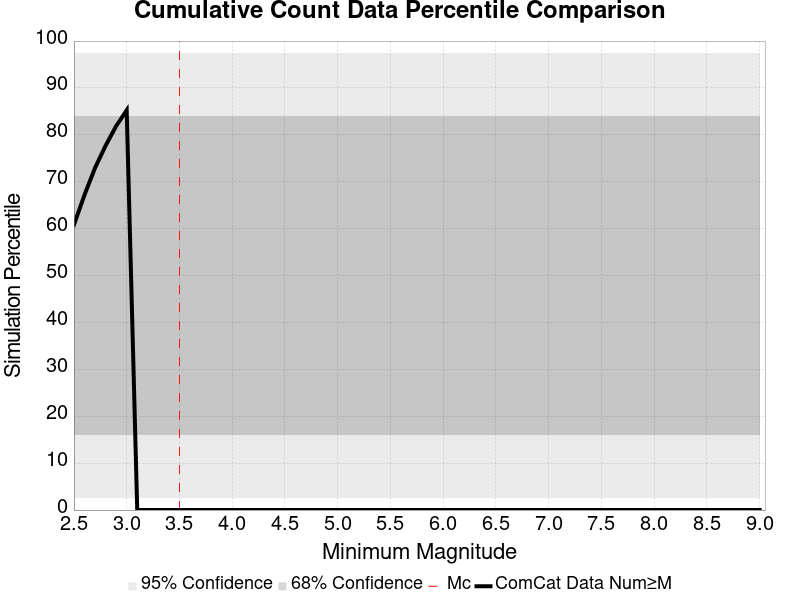 Cumulative Count Data Percentile Comparison
100
90
80
70
60
50
40
30
20
10
0
Simulation Percentile
2.5 3.0 3.5 4.0 4.5 5.0 5.5 6.0 6.5 7.0 7.5 8.0 8.5 9.0
Minimum Magnitude
95% Confidence 68% Confidence Mc ComCat Data Num≥M